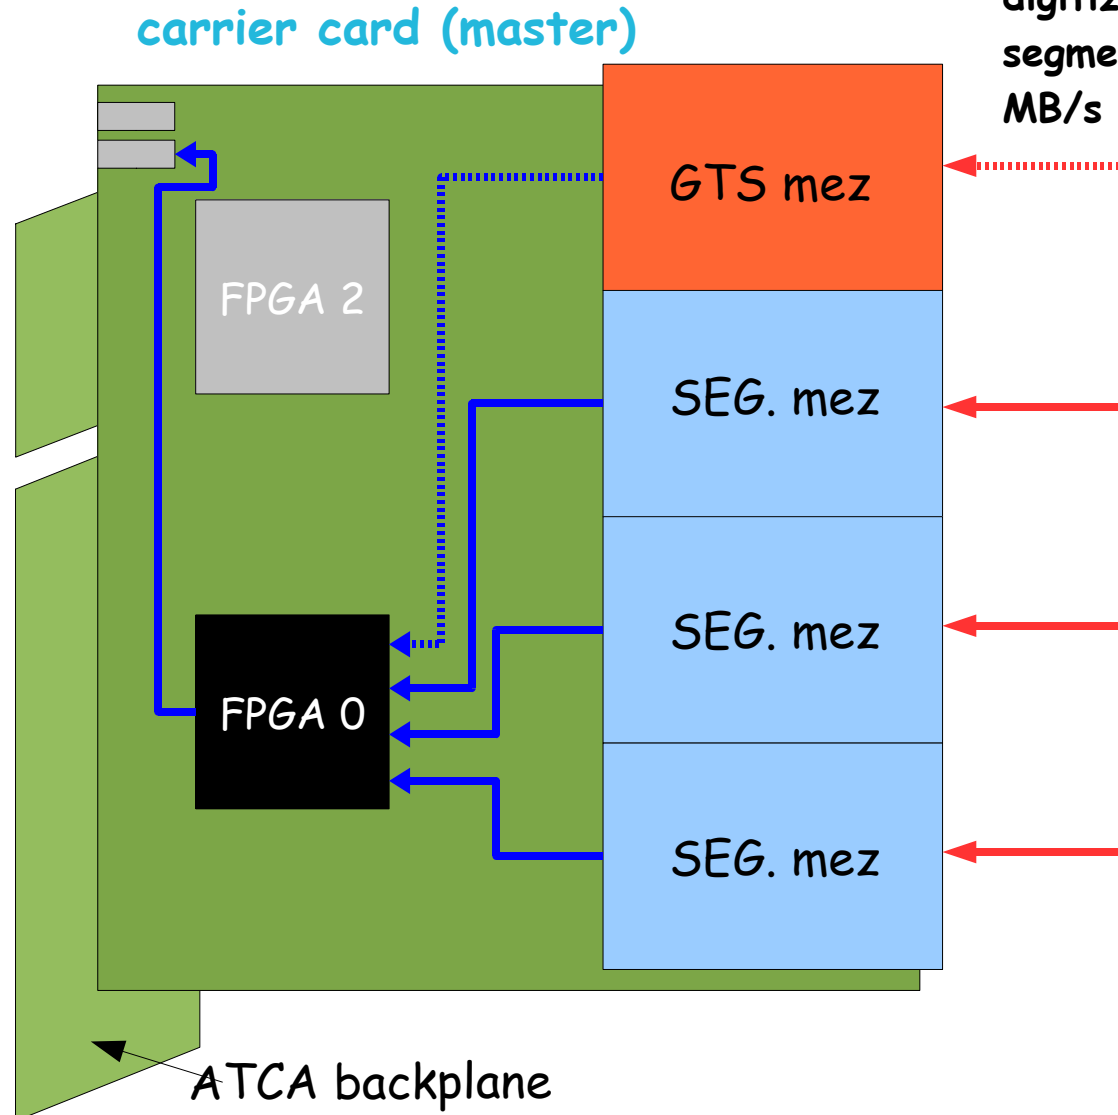 carrier card (master)
segme
MB/s
GTS mez
FPGA 2
SEG. mez
SEG. mez
FPGA 0
SEG. mez
ATCA backplane